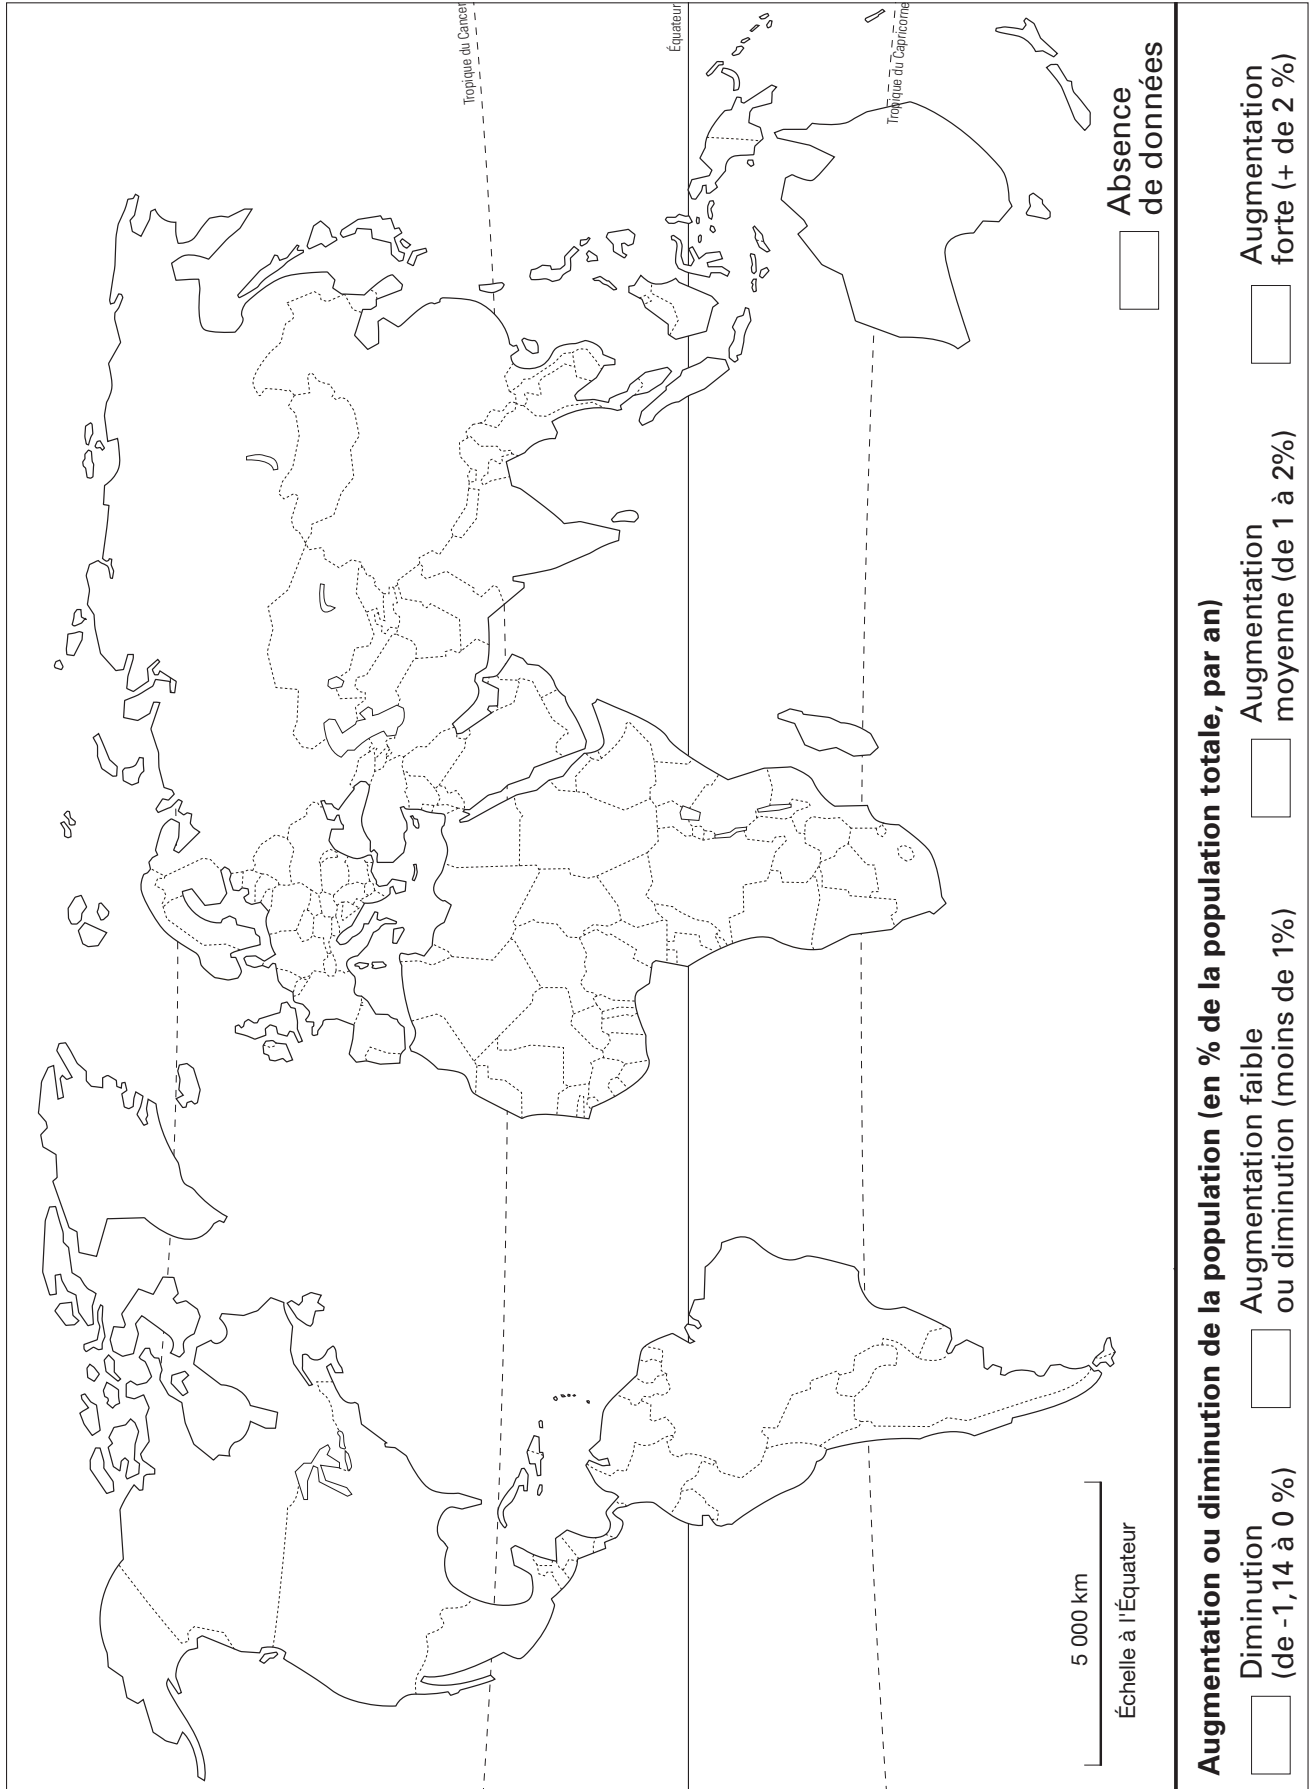 Tropique du Cancer
Équateur
Tropique du Capricorne
5 000 km
Échelle à l'Équateur
Absence
de données
Augmentation ou diminution de la population (en % de la population totale, par an)
Diminution
(de -1,14 à 0 %)
Augmentation faible
ou diminution (moins de 1%)
Augmentation
moyenne (de 1 à 2%)
Augmentation
forte (+ de 2 %)